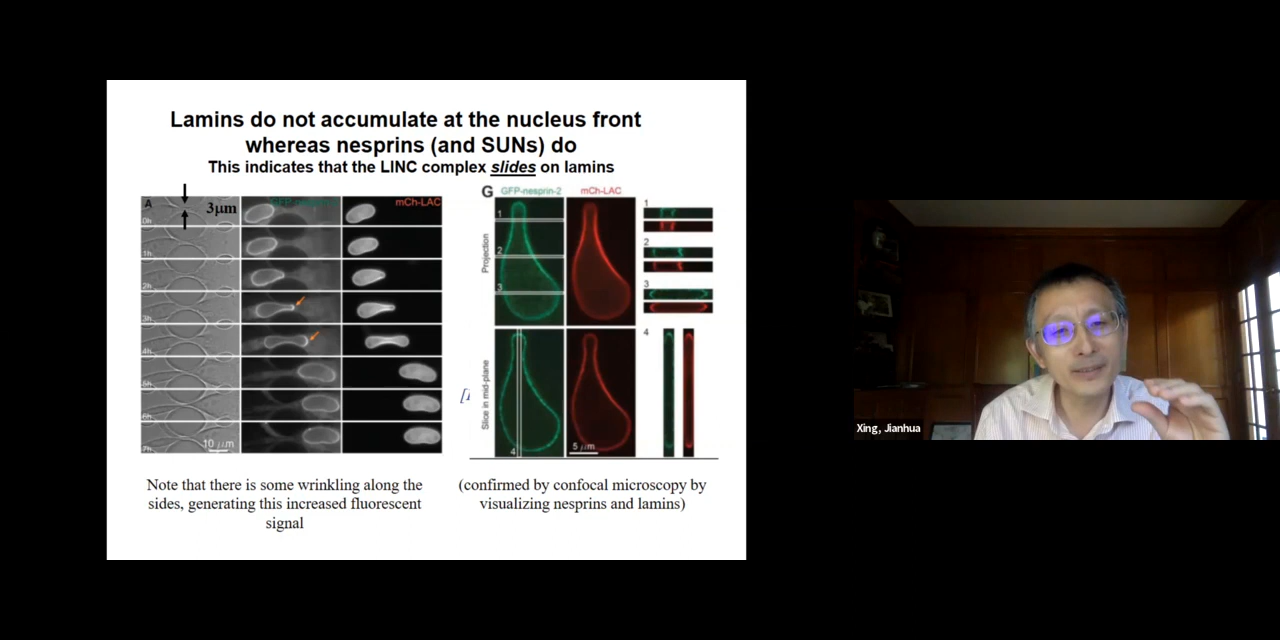 Lamins do not accumulate at the nucleus front
whereas nesprins (and SUNs) do
This indicates that the LINC complex slides on lamins
A
3μm
mCh-LAC
0h
1h
2h
3h
4h
5h
6h
7h
10 μm
G
GFP-nesprin-2
mCh-LAC
Projection
Slice in mid-plane
1
2
3
4
1
2
3
4
5 μm
Note that there is some wrinkling along the
sides, generating this increased fluorescent
signal
(confirmed by confocal microscopy by
visualizing nesprins and lamins)
Xing, Jianhua